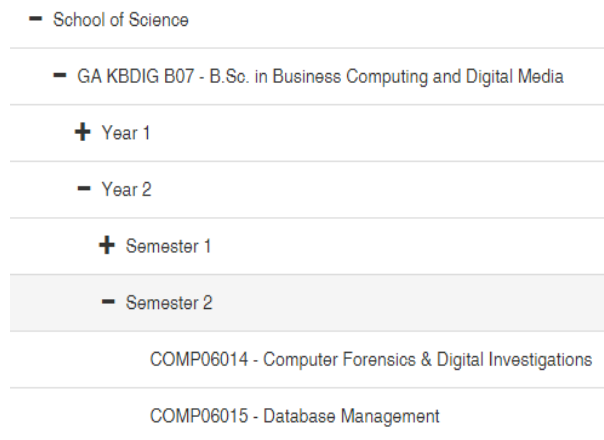 School of Science
GA KBDIG B07 - B.Sc. in Business Computing and Digital Media
Year 1
Year 2
Semester 1
Semester 2
COMP06014 - Computer Forensics & Digital Investigations
COMP06015 - Database Management